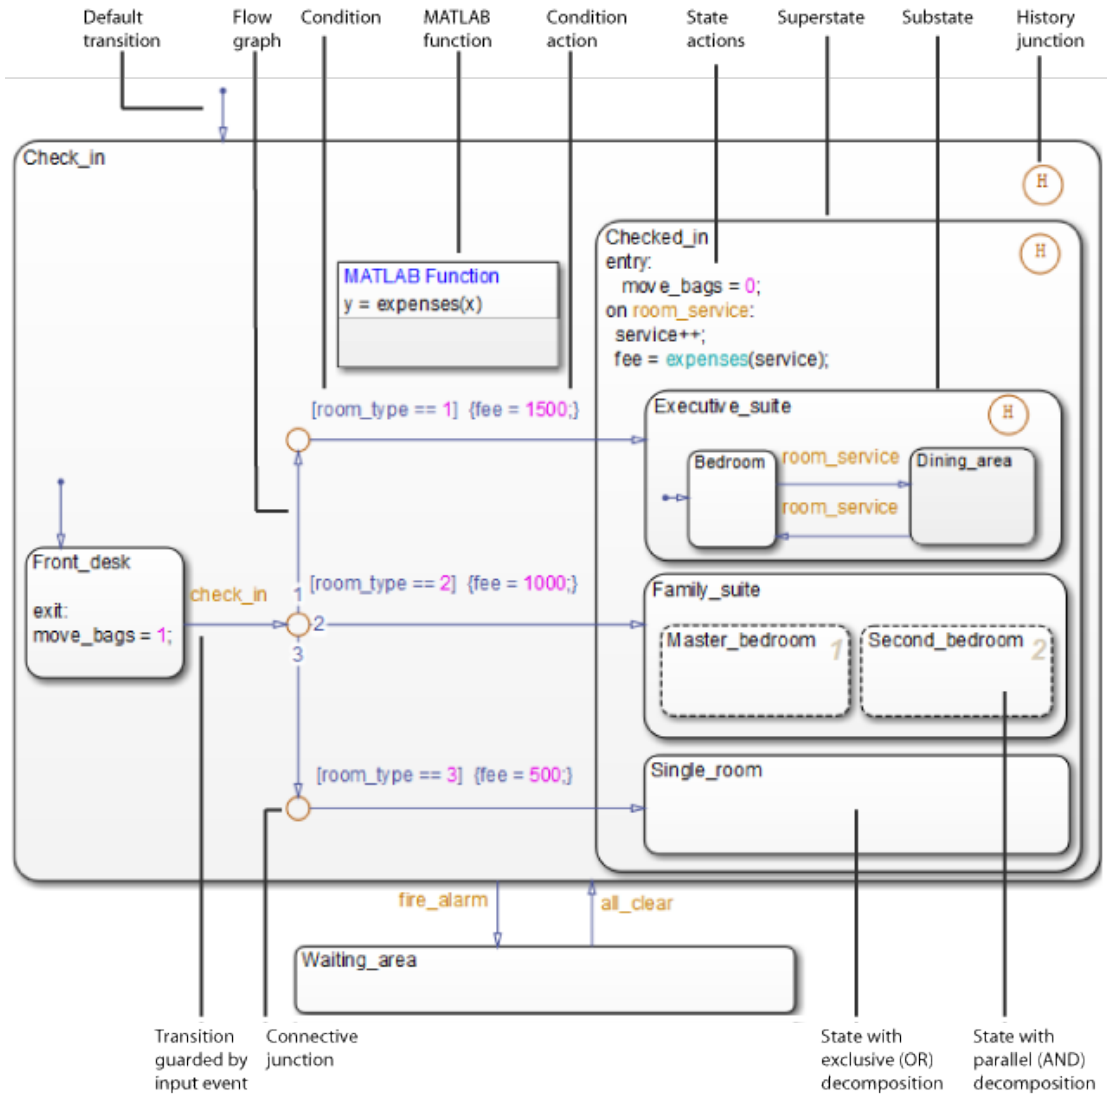 Default
transition
Flow
graph
Condition
MATLAB
function
Condition
action
State
actions
Superstate
Substate
History
junction
Check_in
H
Checked_in
H
entry:
move_bags = 0;
on room_service:
service++;
fee = expenses(service);
MATLAB Function
y = expenses(x)
[room_type == 1] {fee = 1500;}
Executive_suite
H
Bedroom
room_service
Dining_area
room_service
Front_desk
exit:
move_bags = 1;
check_in
1
2
3
[room_type == 2] {fee = 1000;}
Family_suite
Master_bedroom
1
Second_bedroom
2
[room_type == 3] {fee = 500;}
Single_room
fire_alarm
all_clear
Waiting_area
Transition
guarded by
input event
Connective
junction
State with
exclusive (OR)
decomposition
State with
parallel (AND)
decomposition